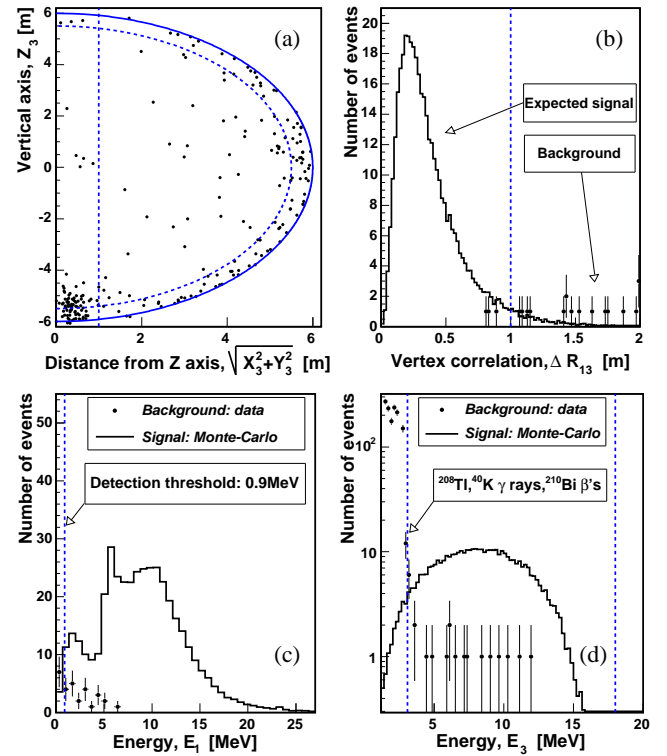 Vertical axis, Z3 [m]
6
4
2
0
-2
-4
-6
(a)
0 2 4 6
Distance from Z axis, √X3²+Y3² [m]
Number of events
20
18
16
14
12
10
8
6
4
2
0
(b)
Expected signal
Background
0 0.5 1 1.5 2
Vertex correlation, Δ R13 [m]
Number of events
50
40
30
20
10
0
Background: data
Signal: Monte-Carlo
Detection threshold: 0.9MeV
(c)
0 5 10 15 20 25
Energy, E1 [MeV]
Number of events
10²
10
1
Background: data
Signal: Monte-Carlo
²⁰⁸Tl,⁴⁰K γ rays,²¹⁰Bi β's
(d)
5 10 15 20
Energy, E3 [MeV]